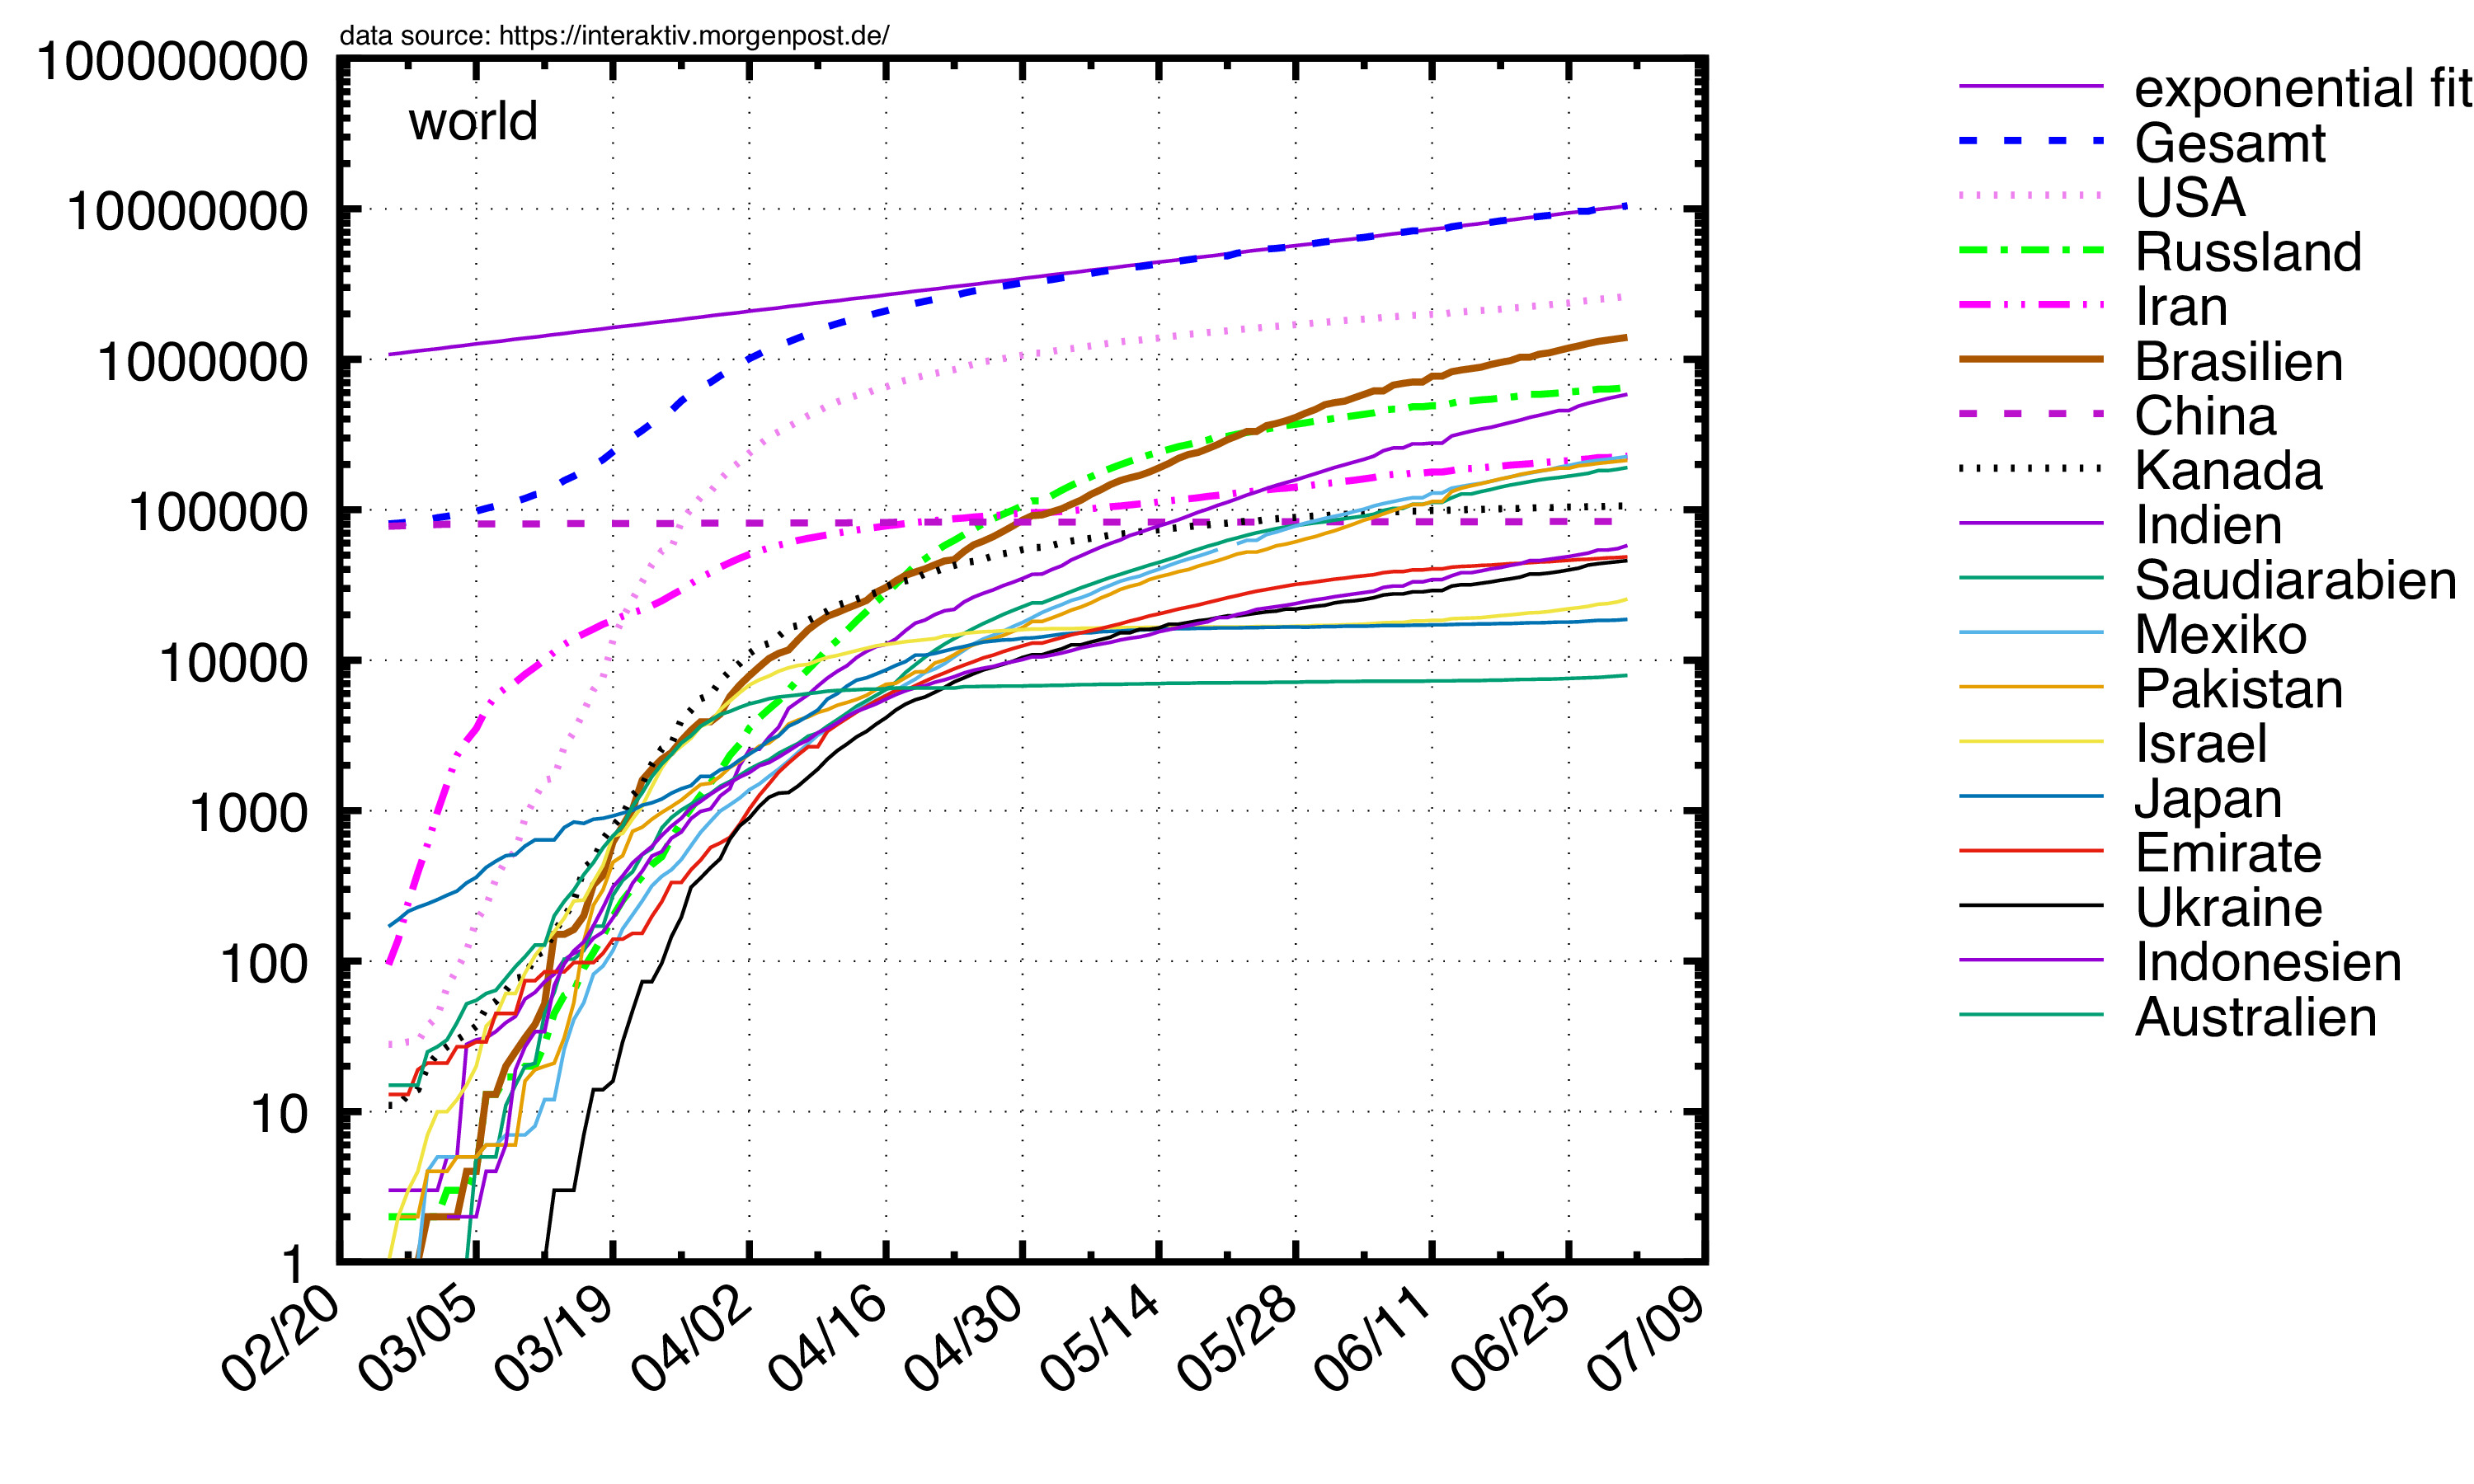 data source: https://interaktiv.morgenpost.de/
100000000
10000000
1000000
100000
10000
1000
100
10
1
world
02/20
03/05
03/19
04/02
04/16
04/30
05/14
05/28
06/11
06/25
07/09
exponential fit
Gesamt
USA
Russland
Iran
Brasilien
China
Kanada
Indien
Saudiarabien
Mexiko
Pakistan
Israel
Japan
Emirate
Ukraine
Indonesien
Australien